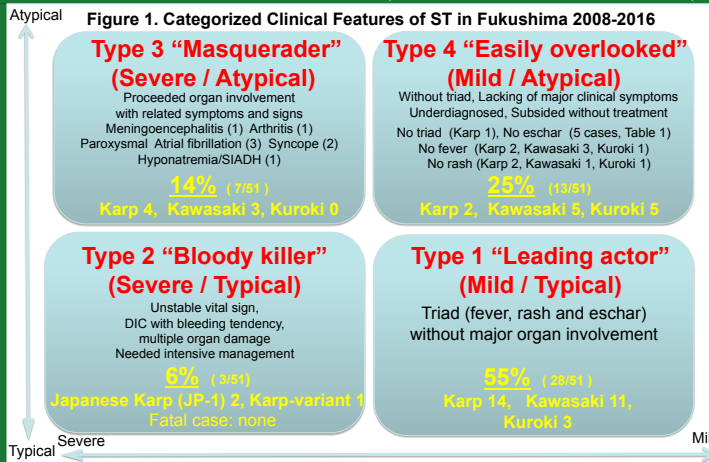 Figure 1. Categorized Clinical Features of ST in Fukushima 2008-2016
Atypical
Type 3 “Masquerader”
(Severe / Atypical)
Proceeded organ involvement
with related symptoms and signs
Meningoencephalitis (1) Arthritis (1)
Paroxysmal Atrial fibrillation (3) Syncope (2)
Hyponatremia/SIADH (1)
14% ( 7/51)
Karp 4, Kawasaki 3, Kuroki 0
Type 4 “Easily overlooked”
(Mild / Atypical)
Without triad, Lacking of major clinical symptoms
Underdiagnosed, Subsided without treatment
No triad (Karp 1), No eschar (5 cases, Table 1)
No fever (Karp 2, Kawasaki 3, Kuroki 1)
No rash (Karp 2, Kawasaki 1, Kuroki 1)
25% (13/51)
Karp 2, Kawasaki 5, Kuroki 5
Type 2 “Bloody killer”
(Severe / Typical)
Unstable vital sign,
DIC with bleeding tendency,
multiple organ damage
Needed intensive management
6% ( 3/51)
Japanese Karp (JP-1) 2, Karp-variant 1
Fatal case: none
Type 1 “Leading actor”
(Mild / Typical)
Triad (fever, rash and eschar)
without major organ involvement
55% ( 28/51 )
Karp 14, Kawasaki 11,
Kuroki 3
Typical
Severe
Mil